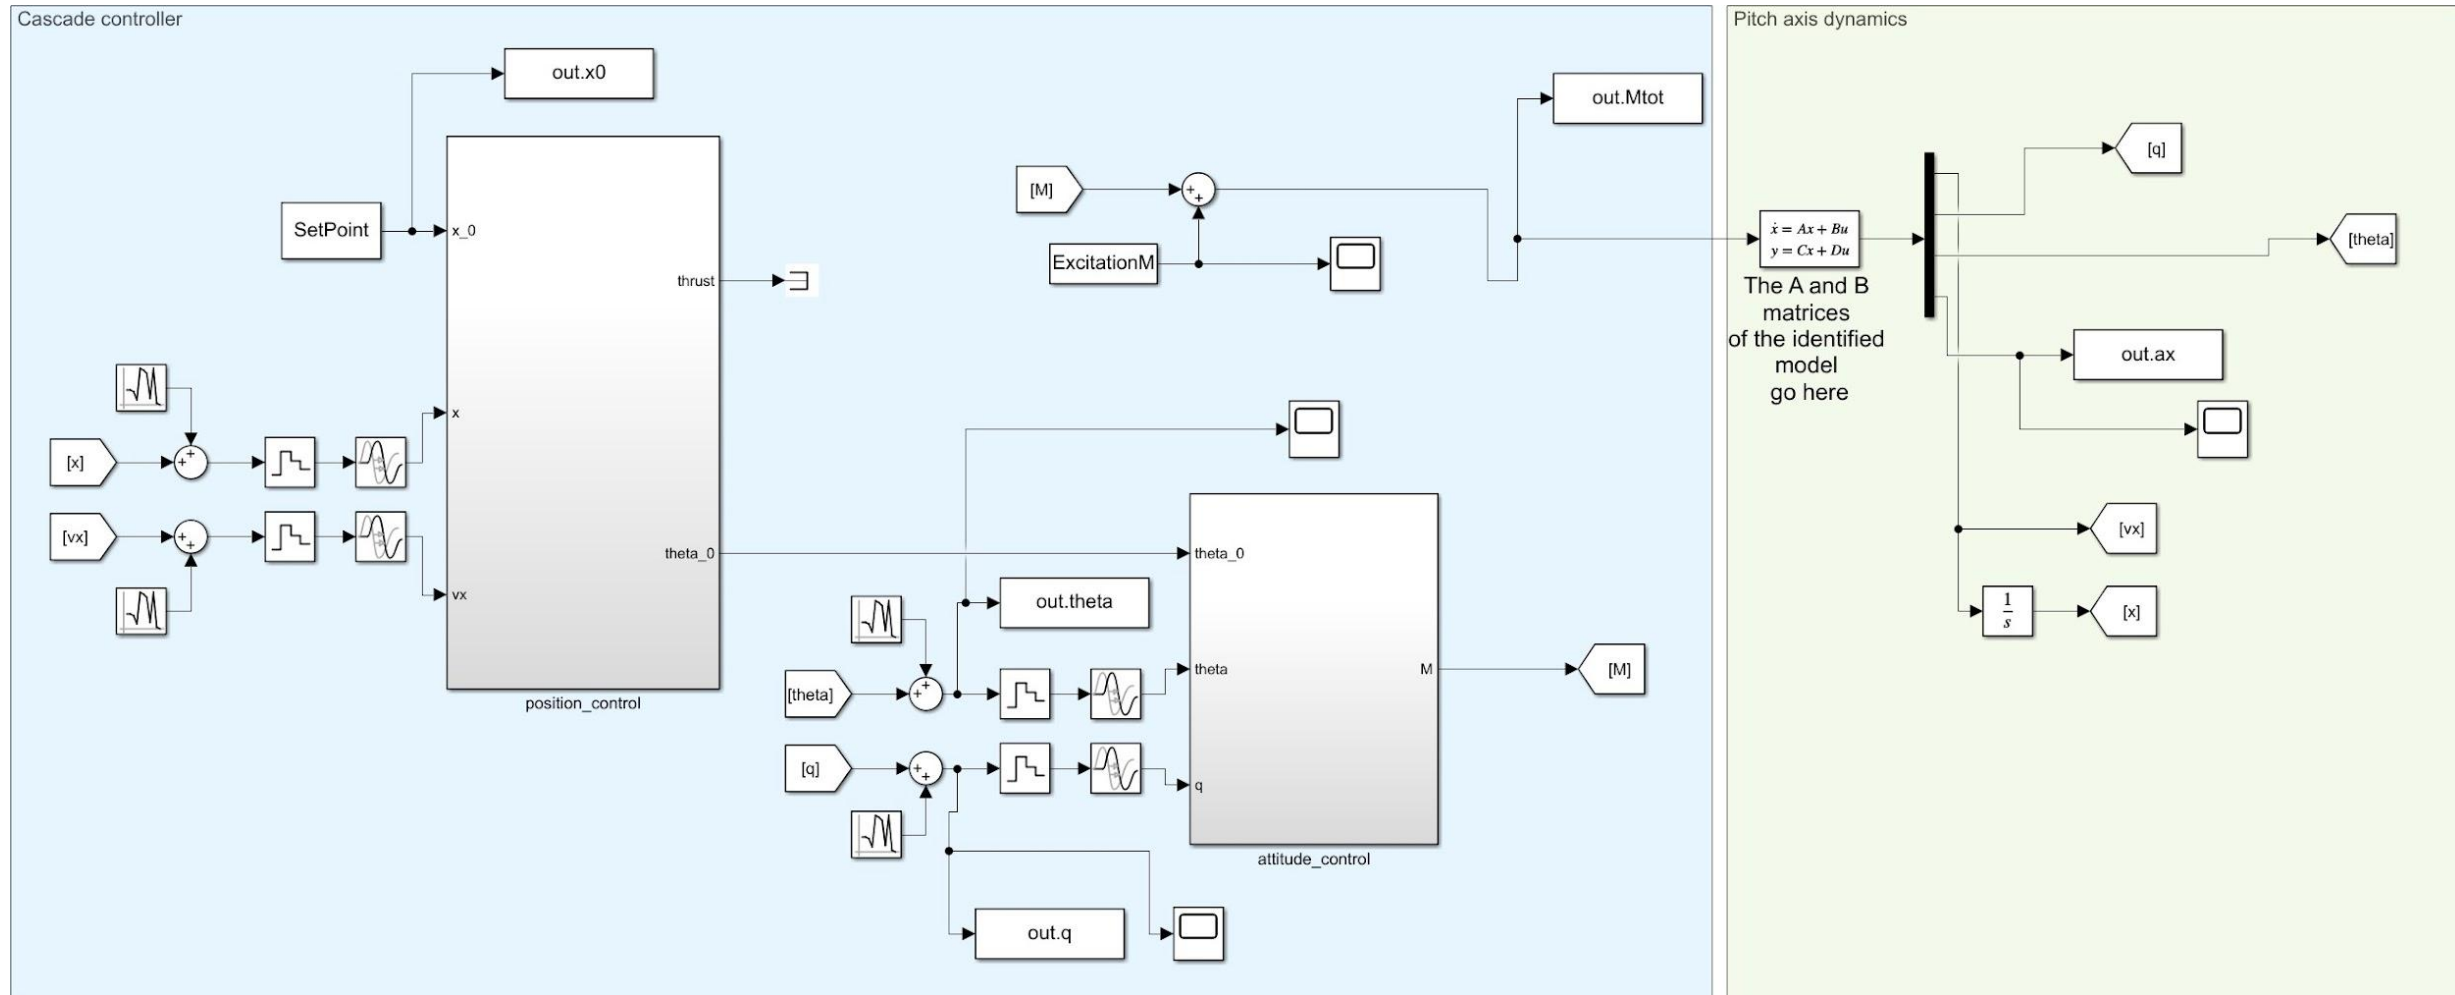 Cascade controller
Pitch axis dynamics
out.x0
out.Mtot
[q]
[M]
SetPoint
x_0
[theta]
ẋ = Ax + Bu
y = Cx + Du
ExcitationM
thrust
The A and B
matrices
of the identified
model
go here
out.ax
x
[x]
[vx]
[vx]
theta_0
theta_0
vx
out.theta
1
s
[x]
theta
M
[M]
[theta]
position_control
[q]
q
attitude_control
out.q